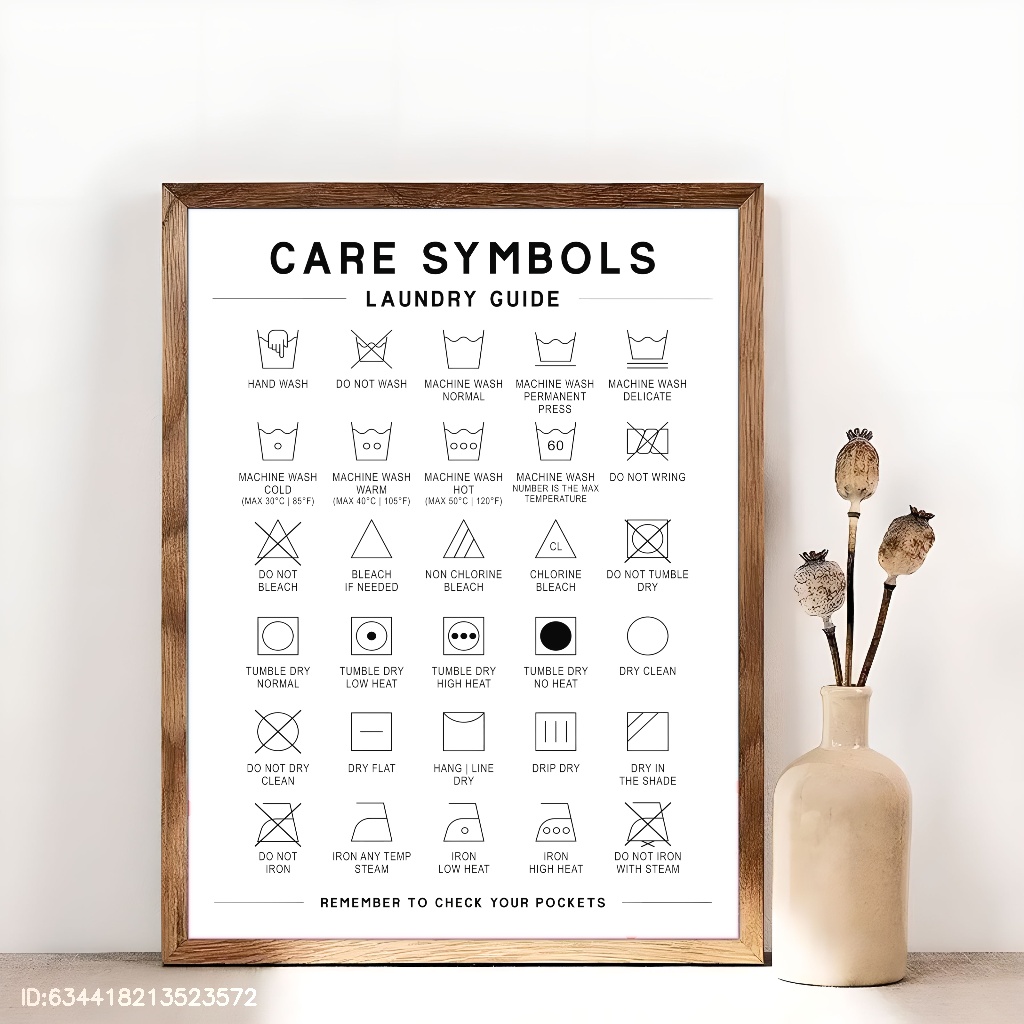 CARE SYMBOLS
LAUNDRY GUIDE
HAND WASH
DO NOT WASH
MACHINE WASH
NORMAL
MACHINE WASH
PERMANENT
PRESS
MACHINE WASH
DELICATE
60
MACHINE WASH
COLD
(MAX 30°C | 85°F)
MACHINE WASH
WARM
(MAX 40°C | 105°F)
MACHINE WASH
HOT
(MAX 50°C | 120°F)
MACHINE WASH
NUMBER IS THE MAX
TEMPERATURE
DO NOT WRING
CL
DO NOT
BLEACH
BLEACH
IF NEEDED
NON CHLORINE
BLEACH
CHLORINE
BLEACH
DO NOT TUMBLE
DRY
TUMBLE DRY
NORMAL
TUMBLE DRY
LOW HEAT
TUMBLE DRY
HIGH HEAT
TUMBLE DRY
NO HEAT
DRY CLEAN
DO NOT DRY
CLEAN
DRY FLAT
HANG | LINE
DRY
DRIP DRY
DRY IN
THE SHADE
DO NOT
IRON
IRON ANY TEMP
STEAM
IRON
LOW HEAT
IRON
HIGH HEAT
DO NOT IRON
WITH STEAM
REMEMBER TO CHECK YOUR POCKETS
ID:634418213523572